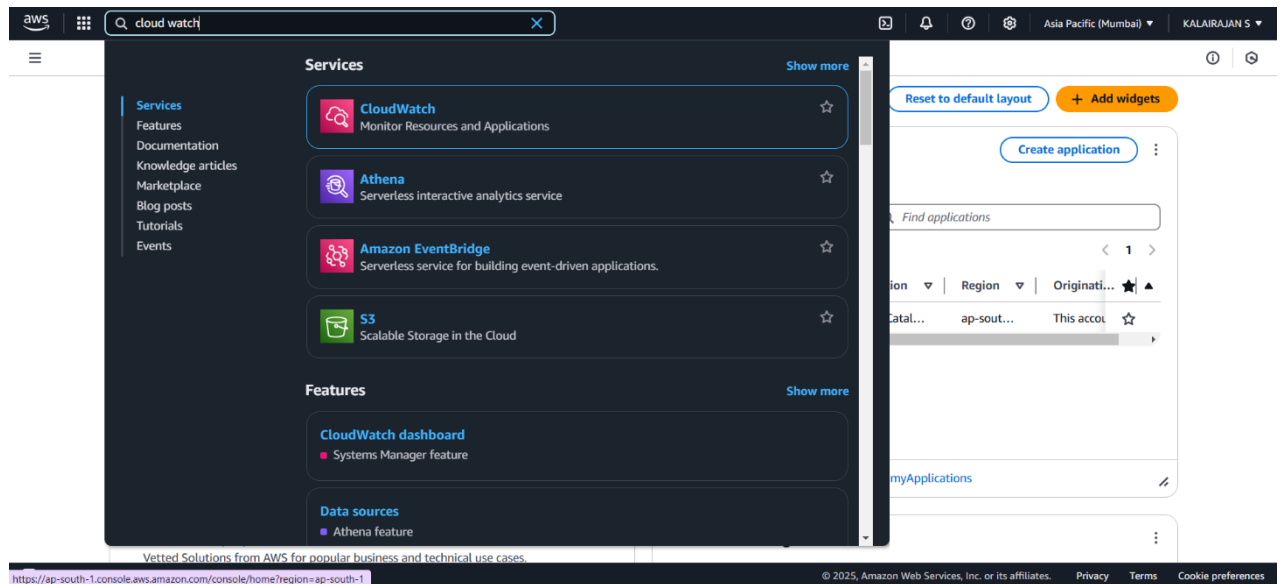 aws
cloud watch
Asia Pacific (Mumbai) ▼
KALAIRAJAN S ▼
Services
Features
Documentation
Knowledge articles
Marketplace
Blog posts
Tutorials
Events
Services
Show more
CloudWatch
Monitor Resources and Applications
Athena
Serverless interactive analytics service
Amazon EventBridge
Serverless service for building event-driven applications.
S3
Scalable Storage in the Cloud
Features
Show more
CloudWatch dashboard
Systems Manager feature
Data sources
Athena feature
Reset to default layout
+ Add widgets
Create application
Find applications
1
ion
Region
Originati...
Catal...
ap-sout...
This accou
myApplications
Vetted Solutions from AWS for popular business and technical use cases.
https://ap-south-1.console.aws.amazon.com/console/home?region=ap-south-1
© 2025, Amazon Web Services, Inc. or its affiliates.
Privacy
Terms
Cookie preferences